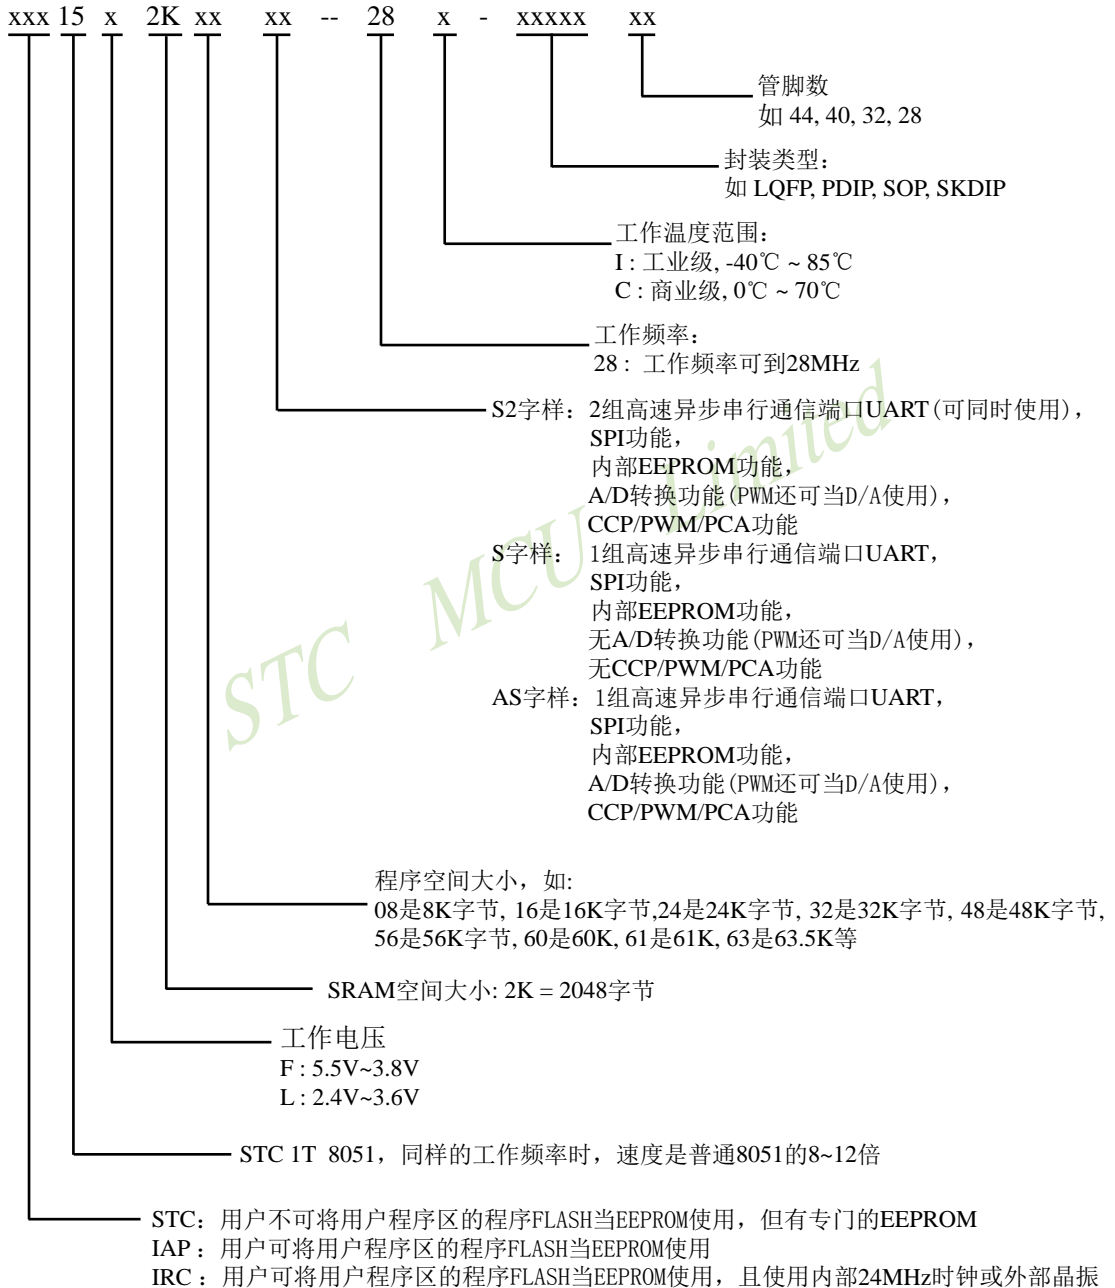 xxx 15 x 2K xx xx -- 28 x - xxxxx xx
管脚数
如 44, 40, 32, 28
封装类型：
如 LQFP, PDIP, SOP, SKDIP
工作温度范围：
I : 工业级, -40℃ ~ 85℃
C : 商业级, 0℃ ~ 70℃
工作频率：
28 : 工作频率可到28MHz
S2字样：2组高速异步串行通信端口UART(可同时使用)，
SPI功能，
内部EEPROM功能，
A/D转换功能(PWM还可当D/A使用)，
CCP/PWM/PCA功能
S字样： 1组高速异步串行通信端口UART，
SPI功能，
内部EEPROM功能，
无A/D转换功能(PWM还可当D/A使用)，
无CCP/PWM/PCA功能
AS字样：1组高速异步串行通信端口UART，
SPI功能，
内部EEPROM功能，
A/D转换功能(PWM还可当D/A使用)，
CCP/PWM/PCA功能
STC MCU Limited
程序空间大小，如:
08是8K字节, 16是16K字节,24是24K字节, 32是32K字节, 48是48K字节,
56是56K字节, 60是60K, 61是61K, 63是63.5K等
SRAM空间大小: 2K = 2048字节
工作电压
F : 5.5V~3.8V
L : 2.4V~3.6V
STC 1T 8051，同样的工作频率时，速度是普通8051的8~12倍
STC：用户不可将用户程序区的程序FLASH当EEPROM使用，但有专门的EEPROM
IAP：用户可将用户程序区的程序FLASH当EEPROM使用
IRC：用户可将用户程序区的程序FLASH当EEPROM使用，且使用内部24MHz时钟或外部晶振